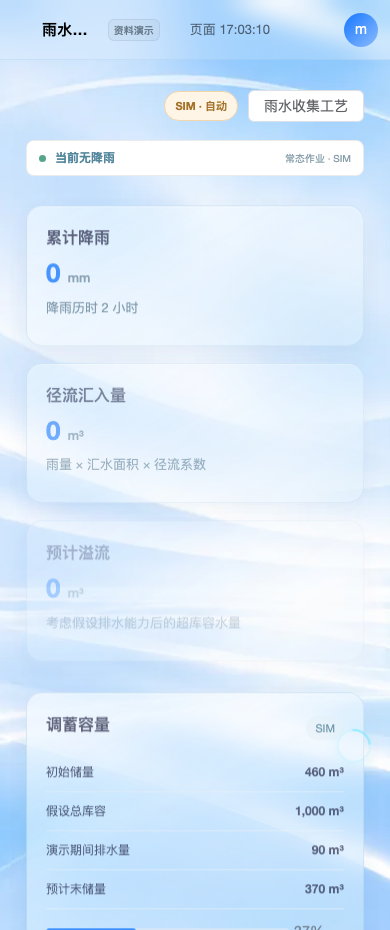 雨水...
资料演示
页面 17:03:10
m
SIM · 自动
雨水收集工艺
当前无降雨
常态作业 · SIM
累计降雨
0 mm
降雨历时 2 小时
径流汇入量
0 m³
雨量 × 汇水面积 × 径流系数
预计溢流
0 m³
考虑假设排水能力后的超库容水量
调蓄容量
SIM
初始储量 460 m³
假设总库容 1,000 m³
演示期间排水量 90 m³
预计末储量 370 m³
37%